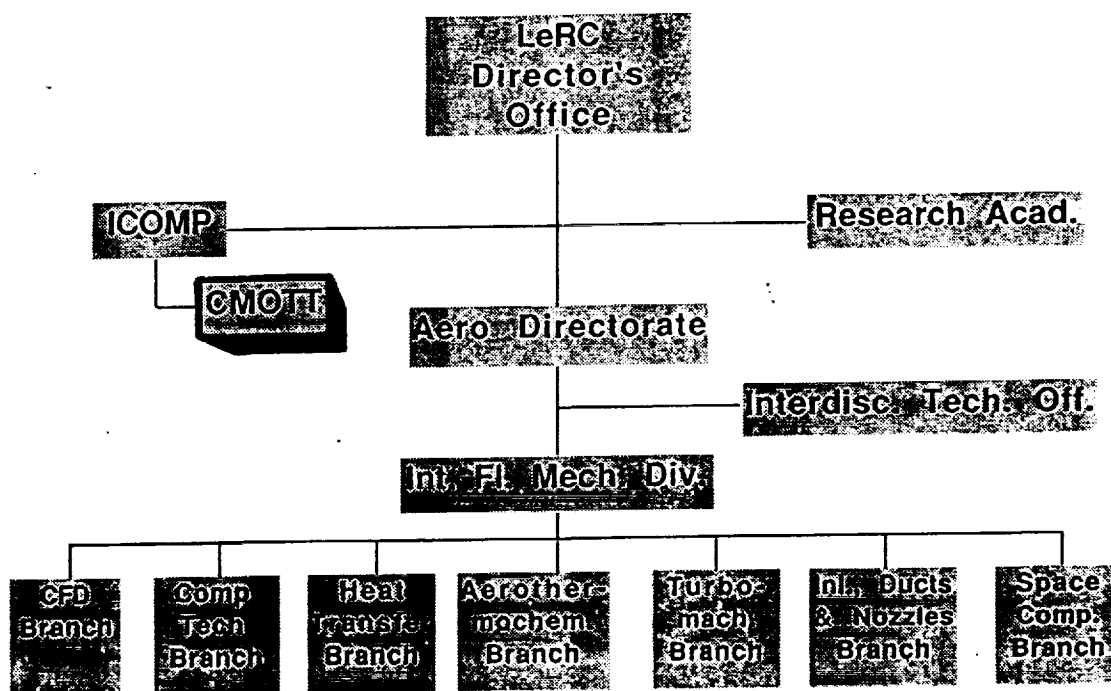 LeRC
Director's
Office
ICOMP
Research Acad.
CMOTT
Aero Directorate
Interdisc. Tech. Off.
Int. Fl. Mech. Div.
CFD
Branch
Comp
Tech
Branch
Heat
Transfer
Branch
Aerother-
mochem
Branch
Turbo-
mach
Branch
Inl., Ducts
& Nozzles
Branch
Space
Comp.
Branch